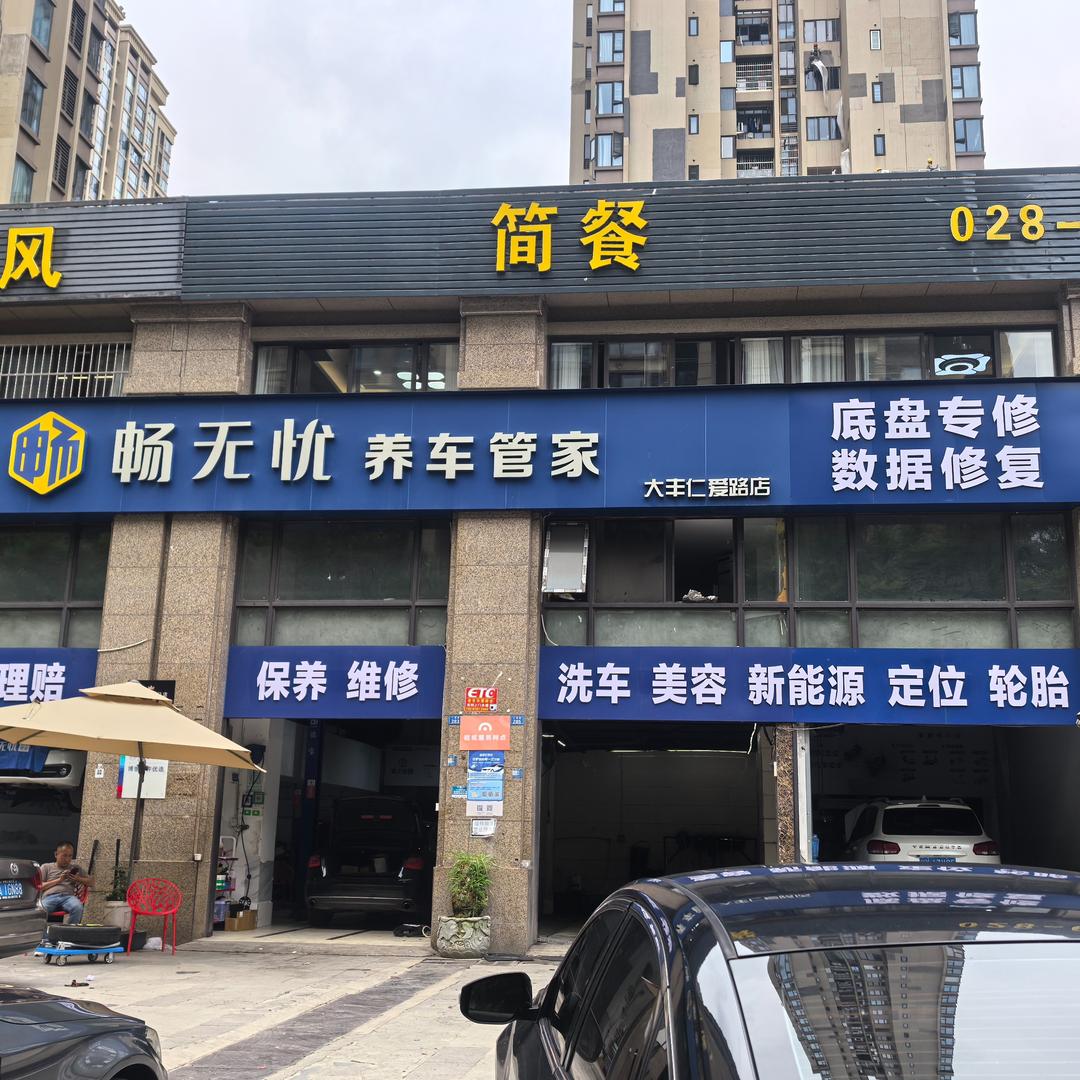 风
简餐
028-
畅
畅无忧 养车管家
大丰仁爱路店
底盘专修
数据修复
理赔
保养 维修
洗车 美容 新能源 定位 轮胎
ETC